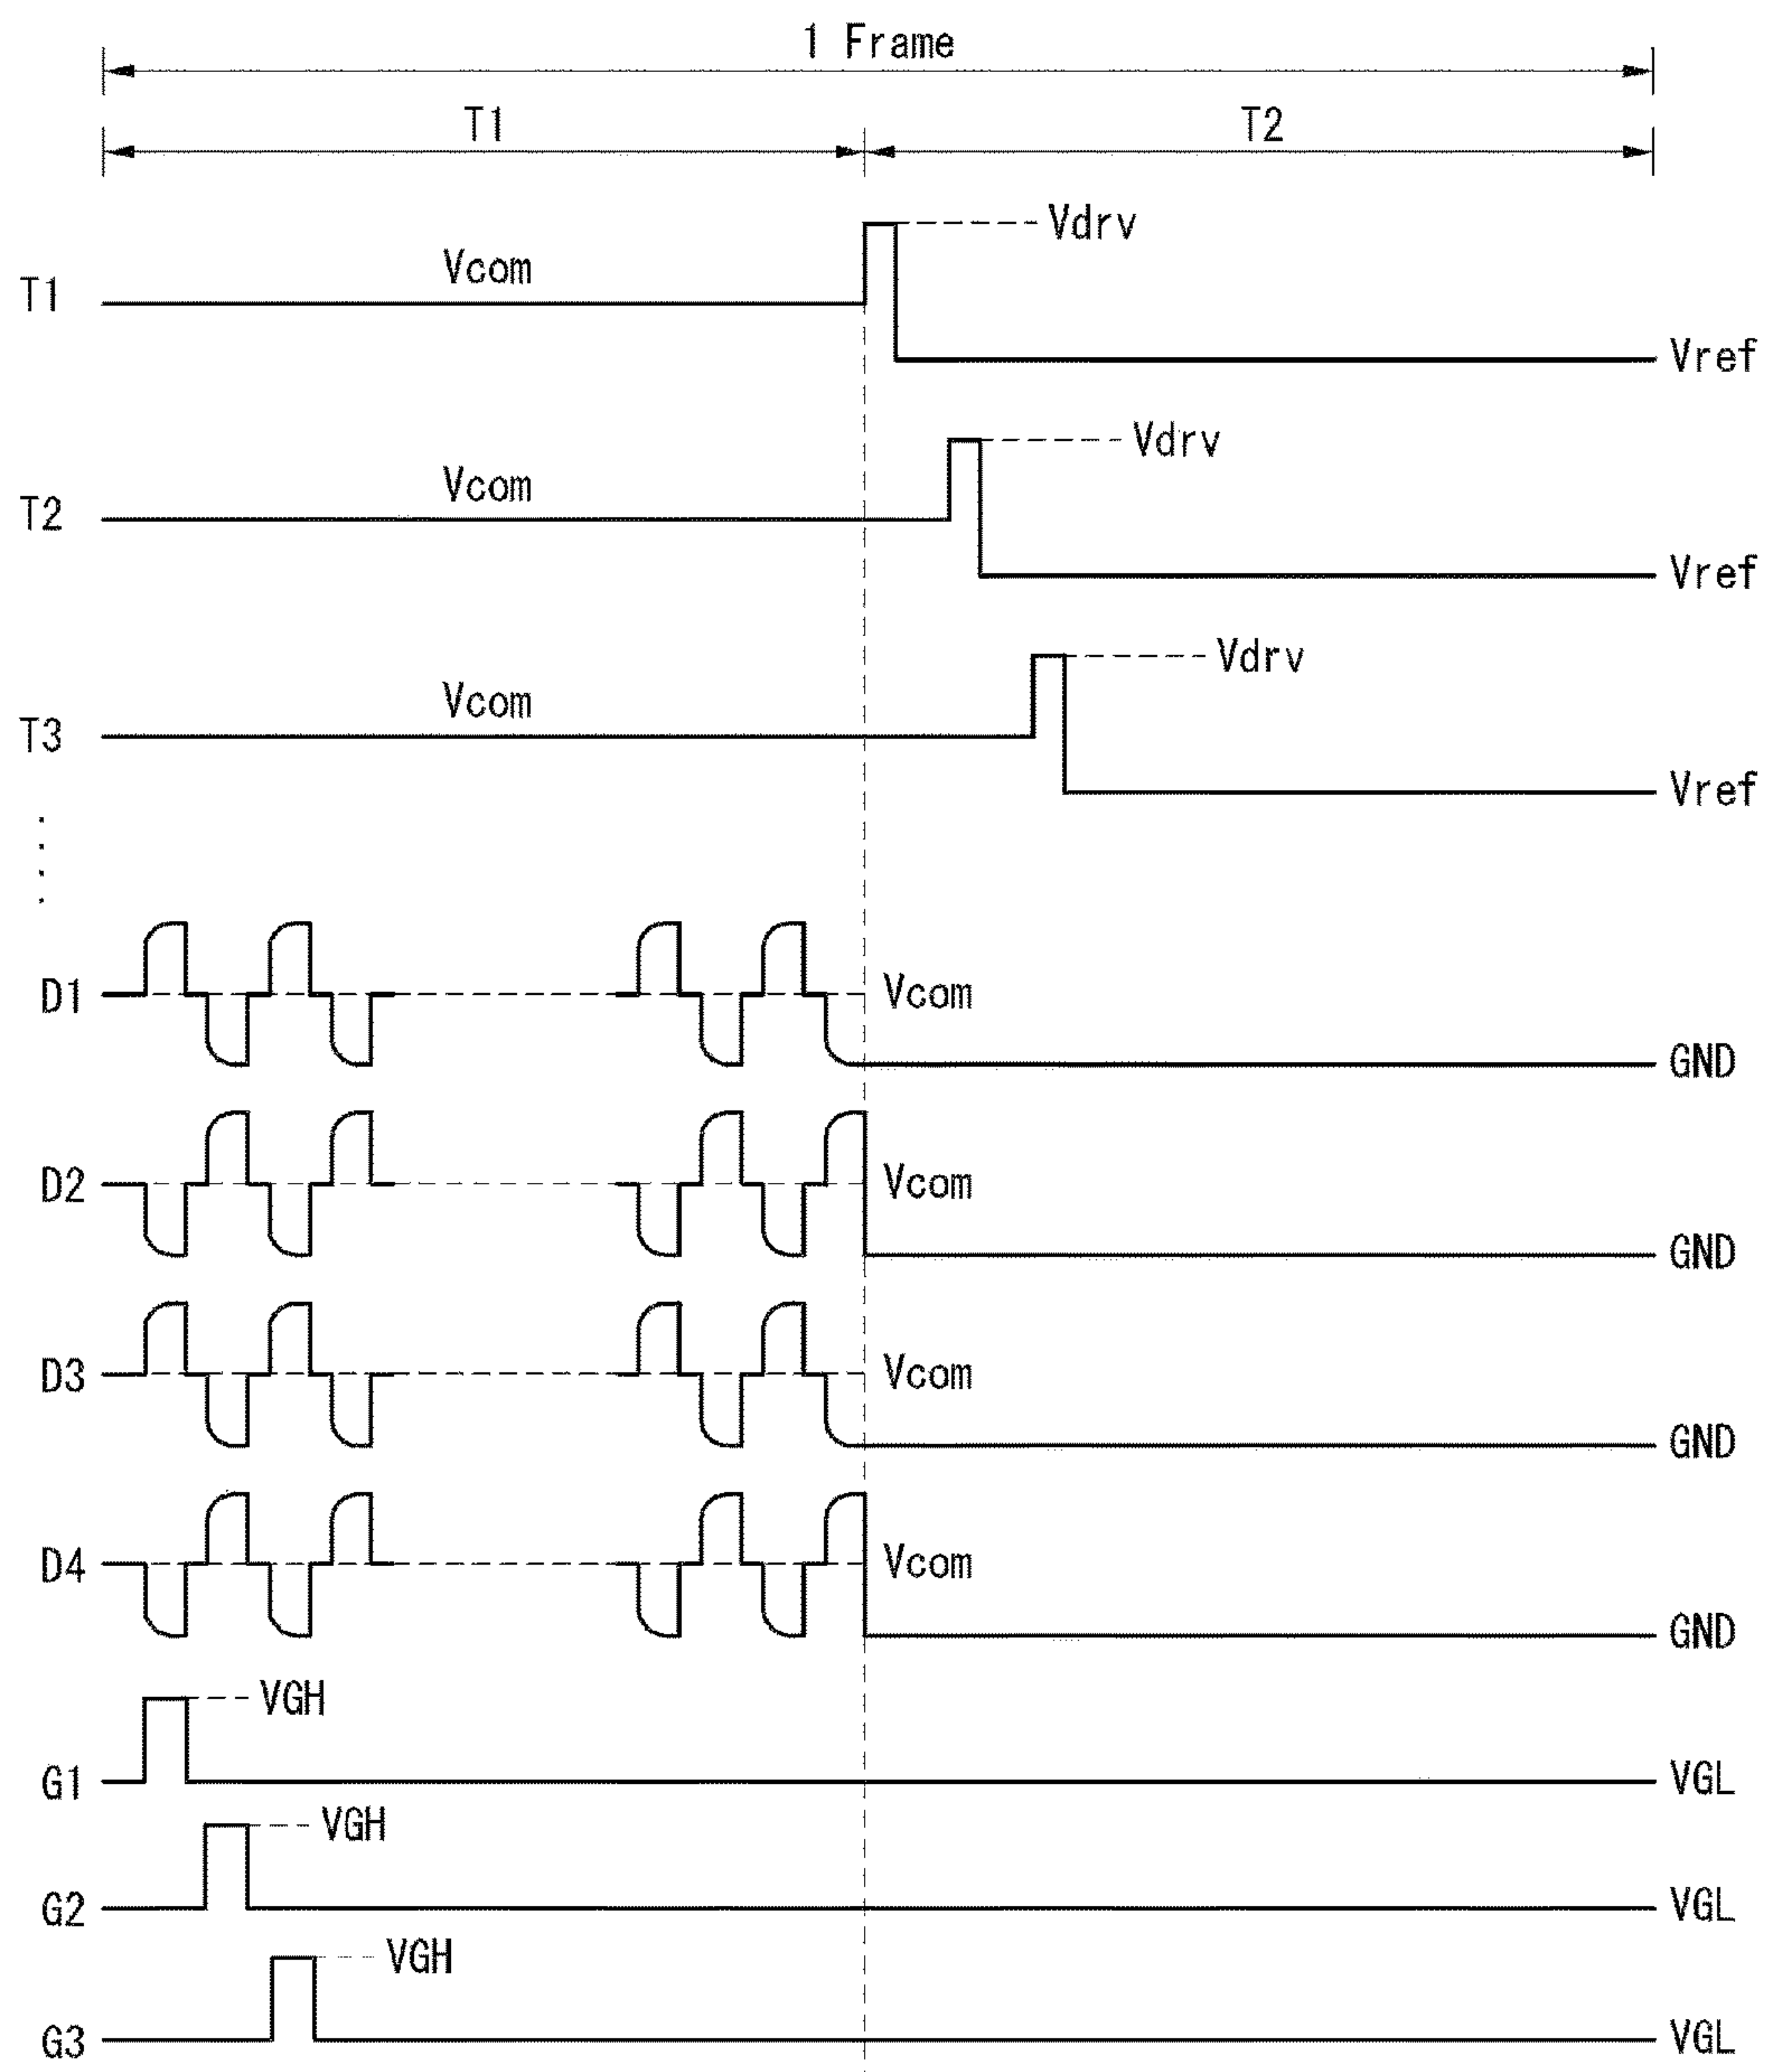 1 Frame
T1 T2
Vdrv
Vcom
T1
Vref
Vdrv
Vcom
T2
Vref
Vdrv
Vcom
T3
Vref
D1 Vcom
GND
D2 Vcom
GND
D3 Vcom
GND
D4 Vcom
GND
VGH
G1 VGL
VGH
G2 VGL
VGH
G3 VGL